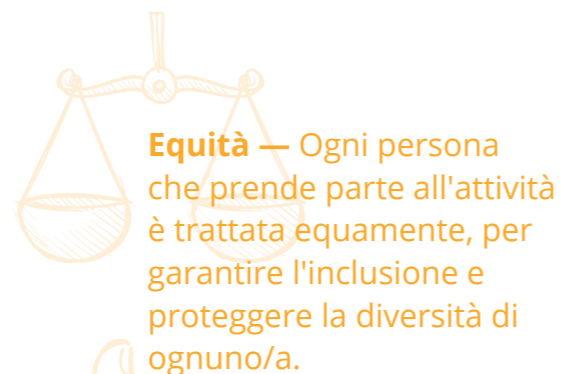 Equità — Ogni persona
che prende parte all'attività
è trattata equamente, per
garantire l'inclusione e
proteggere la diversità di
ognuno/a.